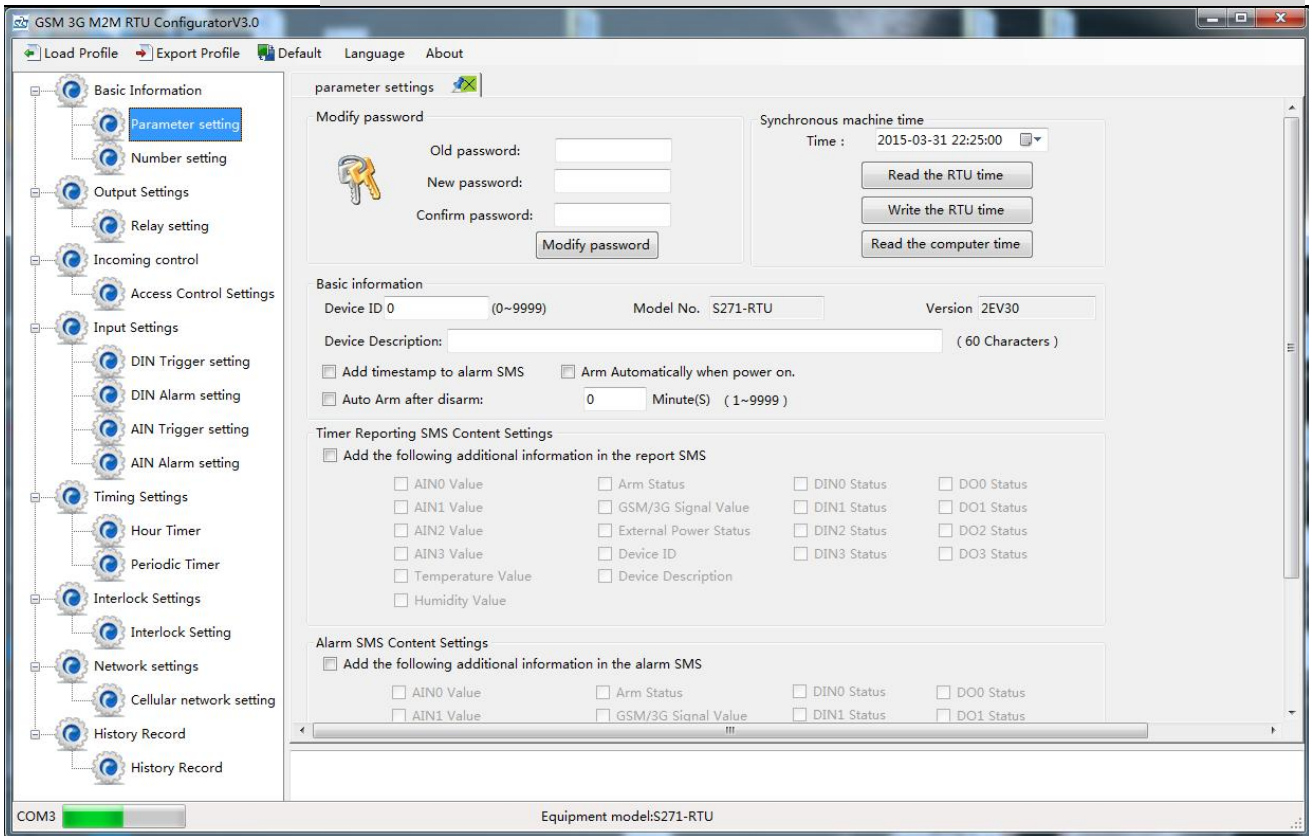 GSM 3G M2M RTU ConfiguratorV3.0
Load Profile Export Profile Default Language About
Basic Information
Parameter setting
Number setting
Output Settings
Relay setting
Incoming control
Access Control Settings
Input Settings
DIN Trigger setting
DIN Alarm setting
AIN Trigger setting
AIN Alarm setting
Timing Settings
Hour Timer
Periodic Timer
Interlock Settings
Interlock Setting
Network settings
Cellular network setting
History Record
History Record
parameter settings
Modify password
Old password:
New password:
Confirm password:
Modify password
Synchronous machine time
Time : 2015-03-31 22:25:00
Read the RTU time
Write the RTU time
Read the computer time
Basic information
Device ID 0 (0~9999) Model No. S271-RTU Version 2EV30
Device Description: ( 60 Characters )
Add timestamp to alarm SMS Arm Automatically when power on.
Auto Arm after disarm: 0 Minute(S) ( 1~9999 )
Timer Reporting SMS Content Settings
Add the following additional information in the report SMS
AIN0 Value Arm Status DIN0 Status DO0 Status
AIN1 Value GSM/3G Signal Value DIN1 Status DO1 Status
AIN2 Value External Power Status DIN2 Status DO2 Status
AIN3 Value Device ID DIN3 Status DO3 Status
Temperature Value Device Description
Humidity Value
Alarm SMS Content Settings
Add the following additional information in the alarm SMS
AIN0 Value Arm Status DIN0 Status DO0 Status
AIN1 Value GSM/3G Signal Value DIN1 Status DO1 Status
COM3 Equipment model:S271-RTU